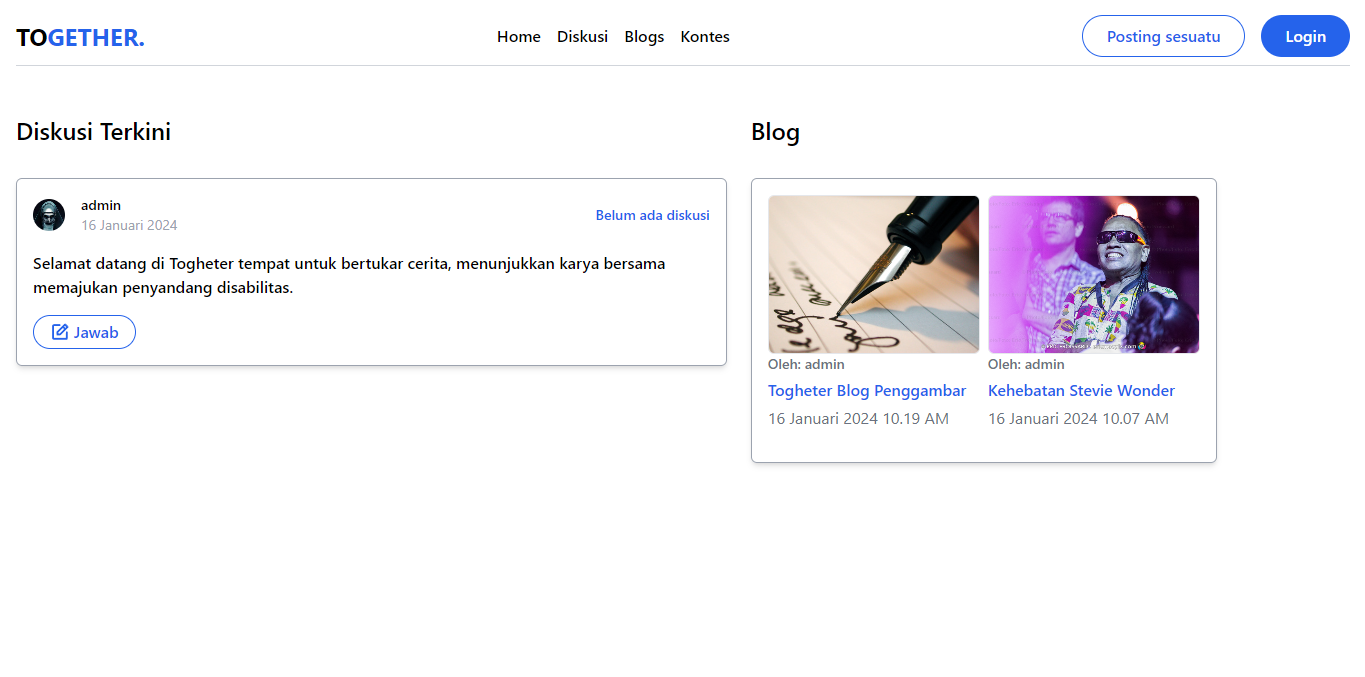 TOGETHER.
Home Diskusi Blogs Kontes
Posting sesuatu
Login
Diskusi Terkini
admin
16 Januari 2024
Belum ada diskusi
Selamat datang di Togheter tempat untuk bertukar cerita, menunjukkan karya bersama
memajukan penyandang disabilitas.
Jawab
Blog
Oleh: admin
Togheter Blog Penggambar
16 Januari 2024 10.19 AM
Oleh: admin
Kehebatan Stevie Wonder
16 Januari 2024 10.07 AM